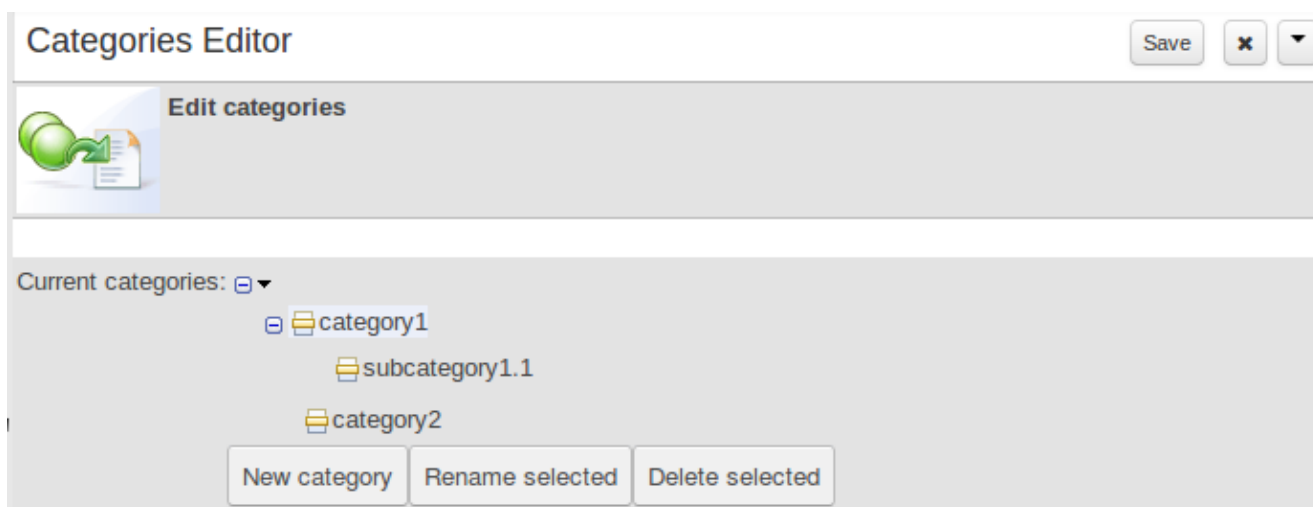 Categories Editor
Save
Edit categories
Current categories:
category1
subcategory1.1
category2
New category Rename selected Delete selected